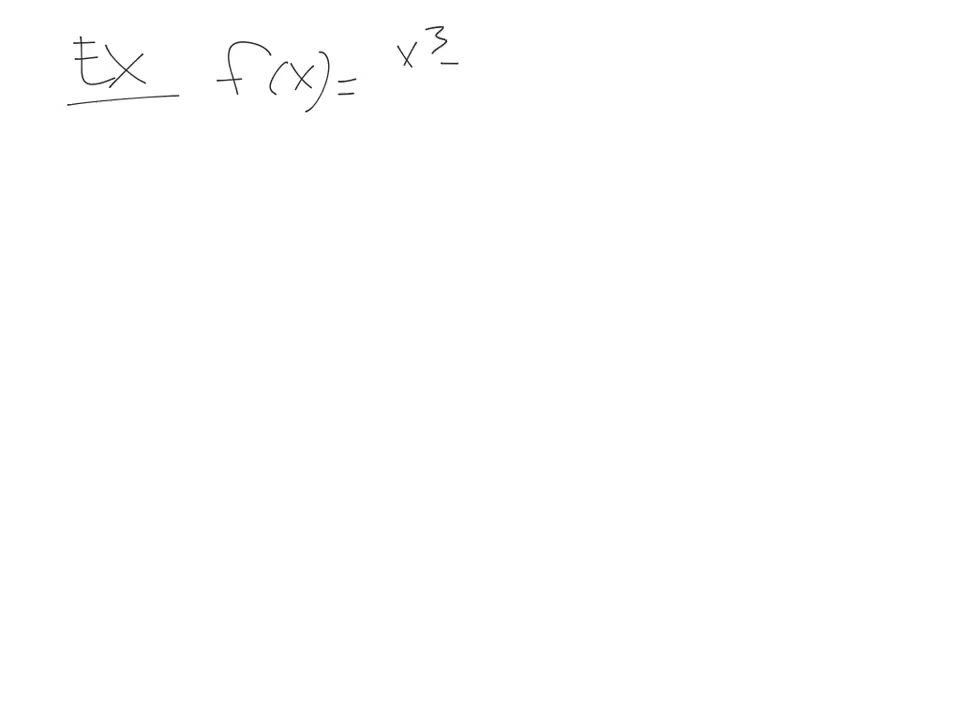 Ex f(x) = x³ -